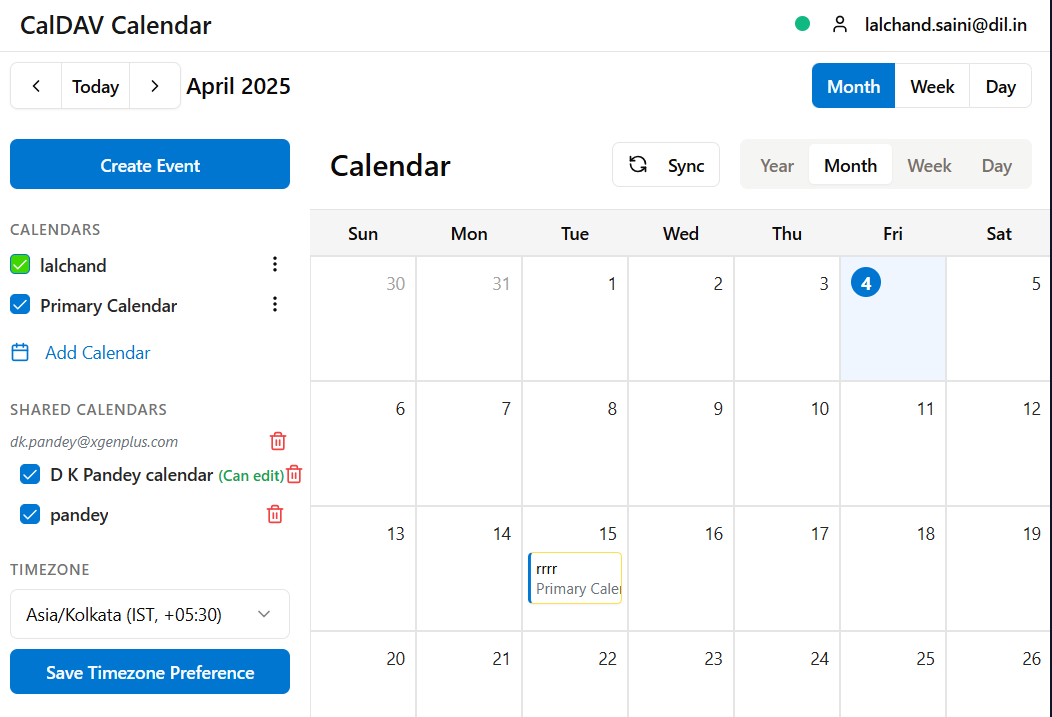 CalDAV Calendar
lalchand.saini@dil.in
Today
April 2025
Month Week Day
Create Event
CALENDARS
lalchand
Primary Calendar
Add Calendar
SHARED CALENDARS
dk.pandey@xgenplus.com
D K Pandey calendar (Can edit)
pandey
TIMEZONE
Asia/Kolkata (IST, +05:30)
Save Timezone Preference
Calendar
Sync
Year Month Week Day
Sun Mon Tue Wed Thu Fri Sat
30 31 1 2 3 4 5
6 7 8 9 10 11 12
13 14 15 16 17 18 19
rrrr
Primary Cale
20 21 22 23 24 25 26